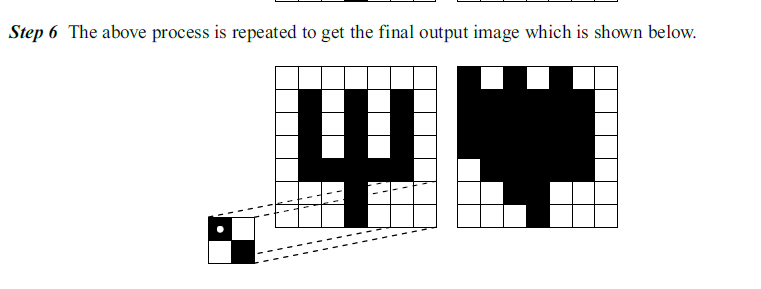 Step 6 The above process is repeated to get the final output image which is shown below.